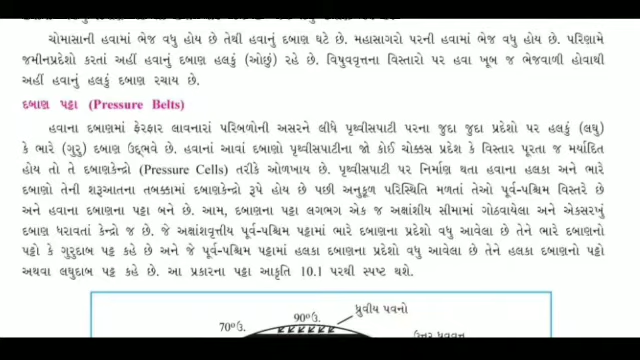 ચોમાસાની હવામાં ભેજ વધુ હોય છે તેથી હવાનું દબાણ ઘટે છે. મહાસાગરો પરની હવામાં ભેજ વધુ હોય છે. પરિણામે
જમીનપ્રદેશો કરતાં અહીં હવાનું દબાણ હલકું (ઓછું) રહે છે. વિષુવવૃત્તના વિસ્તારો પર હવા ખૂબ જ ભેજવાળી હોવાથી
અહીં હવાનું હલકું દબાણ રચાય છે.
દબાણ પટ્ટા (Pressure Belts)
હવાના દબાણમાં ફેરફાર લાવનારાં પરિબળોની અસરને લીધે પૃથ્વીસપાટી પરના જુદા જુદા પ્રદેશો પર હલકું (લઘુ)
કે ભારે (ગુરુ) દબાણ ઉદ્ભવે છે. હવાનાં આવાં દબાણો પૃથ્વીસપાટીના જો કોઈ ચોક્કસ પ્રદેશ કે વિસ્તાર પૂરતા જ મર્યાદિત
હોય તો તે દબાણકેન્દ્રો (Pressure Cells) તરીકે ઓળખાય છે. પૃથ્વીસપાટી પર નિર્માણ થતા હવાના હલકા અને ભારે
દબાણો તેની શરૂઆતના તબક્કામાં દબાણકેન્દ્રો રૂપે હોય છે પછી અનુકૂળ પરિસ્થિતિ મળતાં તેઓ પૂર્વ-પશ્ચિમ વિસ્તરે છે
અને હવાના દબાણના પટ્ટા બને છે. આમ, દબાણના પટ્ટા લગભગ એક જ અક્ષાંશીય સીમામાં ગોઠવાયેલા અને એકસરખું
દબાણ ધરાવતાં કેન્દ્રો જ છે. જે અક્ષાંશવૃત્તીય પૂર્વ-પશ્ચિમ પટ્ટામાં ભારે દબાણના પ્રદેશો વધુ આવેલા છે તેને ભારે દબાણનો
પટ્ટો કે ગુરુદાબ પટ્ટ કહે છે અને જે પૂર્વ-પશ્ચિમ પટ્ટામાં હલકા દબાણના પ્રદેશો વધુ આવેલા છે તેને હલકા દબાણનો પટ્ટો
અથવા લઘુદાબ પટ્ટ કહે છે. આ પ્રકારના પટ્ટા આકૃતિ 10.1 પરથી સ્પષ્ટ થશે.
90°ઉ.
ધ્રુવીય પવનો
70°ઉ.